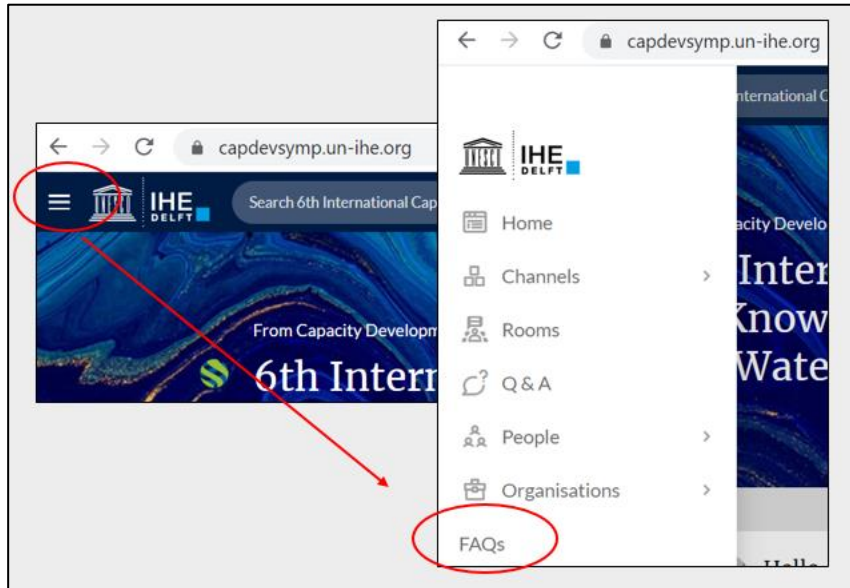 capdevsymp.un-ihe.org
IHE
DELFT
Search 6th International Cap
From Capacity Developm
6th Intern
capdevsymp.un-ihe.org
nternational C
IHE
DELFT
Home
Channels
Rooms
Q & A
People
Organisations
FAQs
acity Develo
Inter
Know
Wate